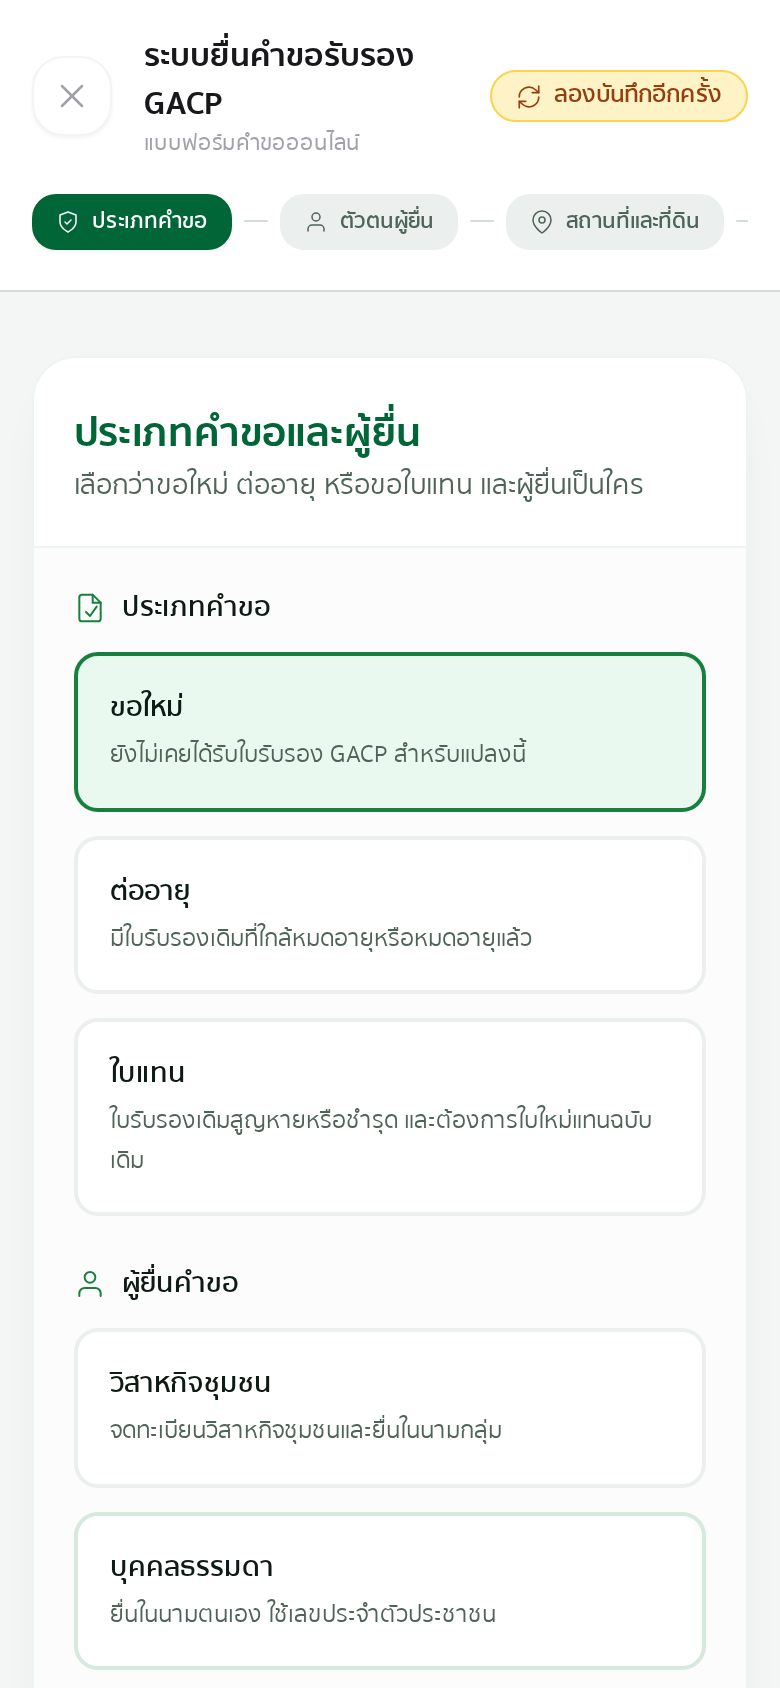 ระบบยื่นคำขอรับรอง
GACP
แบบฟอร์มคำขอออนไลน์
ลองบันทึกอีกครั้ง
ประเภทคำขอ
ตัวตนผู้ยื่น
สถานที่และที่ดิน
ประเภทคำขอและผู้ยื่น
เลือกว่าขอใหม่ ต่ออายุ หรือขอใบแทน และผู้ยื่นเป็นใคร
ประเภทคำขอ
ขอใหม่
ยังไม่เคยได้รับใบรับรอง GACP สำหรับแปลงนี้
ต่ออายุ
มีใบรับรองเดิมที่ใกล้หมดอายุหรือหมดอายุแล้ว
ใบแทน
ใบรับรองเดิมสูญหายหรือชำรุด และต้องการใบใหม่แทนฉบับ
เดิม
ผู้ยื่นคำขอ
วิสาหกิจชุมชน
จดทะเบียนวิสาหกิจชุมชนและยื่นในนามกลุ่ม
บุคคลธรรมดา
ยื่นในนามตนเอง ใช้เลขประจำตัวประชาชน